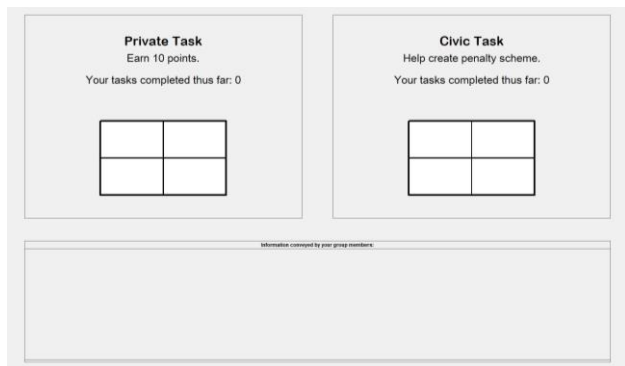 Private Task
Earn 10 points.
Your tasks completed thus far: 0
Civic Task
Help create penalty scheme.
Your tasks completed thus far: 0
Information conveyed by your group members: